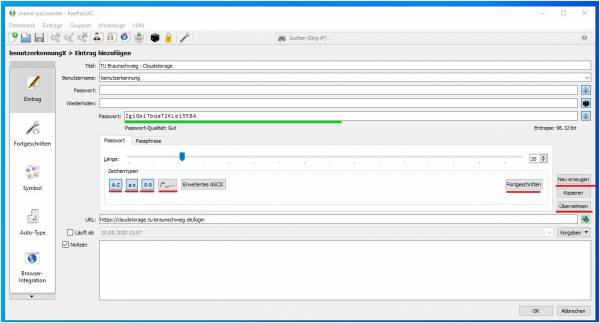 meine-passwörter - KeePassXC
Datenbank Einträge Gruppen Werkzeuge Hilfe
Suchen (Strg+F) ...
benutzerkennungX > Eintrag hinzufügen
Titel: TU Braunschweig - Cloudstorage
Benutzername: benutzerkennung
Passwort:
Wiederholen:
Passwort:
Passwort-Qualität: Gut Entropie: 96.12 bit
Passwort Passphrase
Länge: 20
Zeichentypen
A-Z a-z 0-9 Erweitertes ASCII Fortgeschritten
Neu erzeugen
Kopieren
Übernehmen
URL: https://cloudstorage.tu-braunschweig.de/login
Läuft ab 20.05.2020 13:07 Vorgaben
Notizen
Eintrag
Fortgeschritten
Symbol
Auto-Type
Browser-
Integration
OK Abbrechen